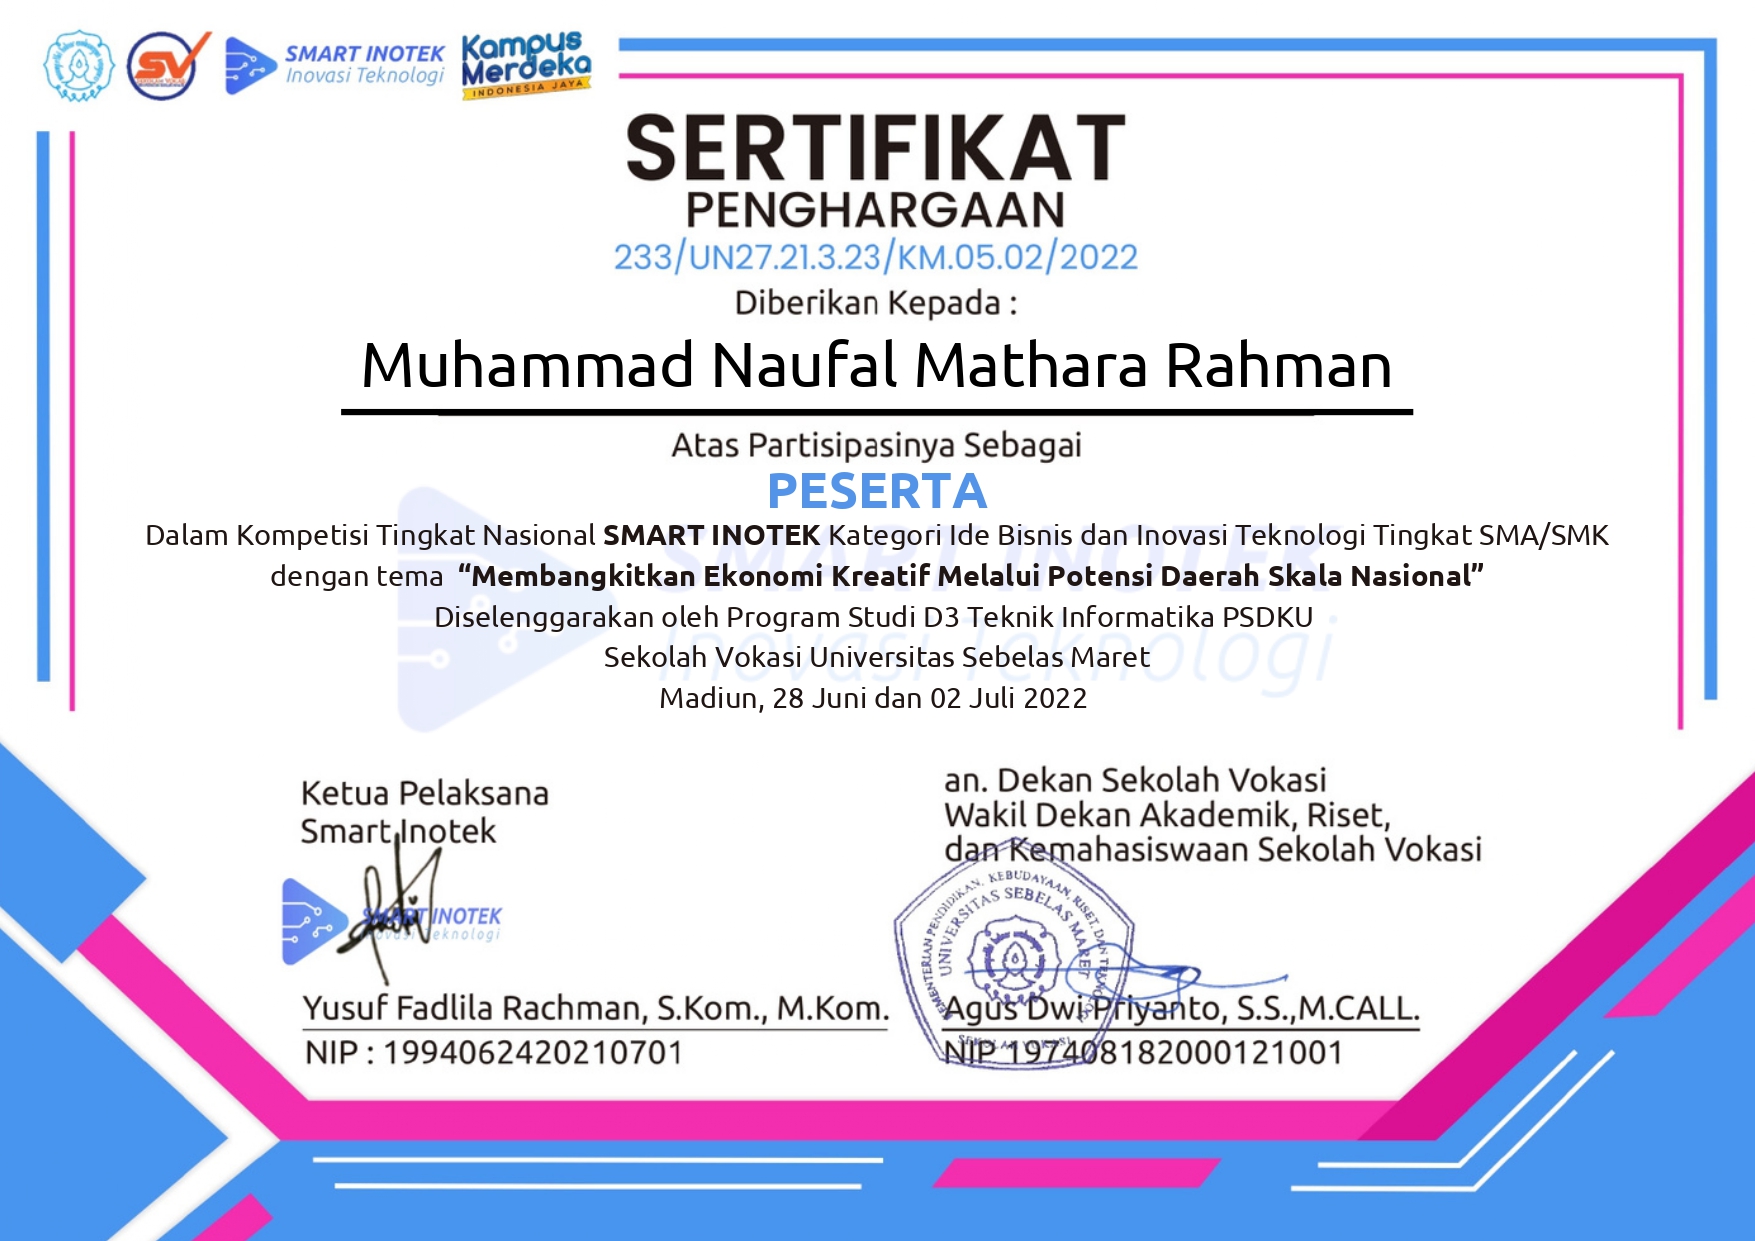 SMART INOTEK
Inovasi Teknologi
Kampus
Merdeka
INDONESIA JAYA
SERTIFIKAT
PENGHARGAAN
233/UN27.21.3.23/KM.05.02/2022
Diberikan Kepada :
Muhammad Naufal Mathara Rahman
Atas Partisipasinya Sebagai
PESERTA
Dalam Kompetisi Tingkat Nasional SMART INOTEK Kategori Ide Bisnis dan Inovasi Teknologi Tingkat SMA/SMK
dengan tema “Membangkitkan Ekonomi Kreatif Melalui Potensi Daerah Skala Nasional”
Diselenggarakan oleh Program Studi D3 Teknik Informatika PSDKU
Sekolah Vokasi Universitas Sebelas Maret
Madiun, 28 Juni dan 02 Juli 2022
SMART INOTEK
Inovasi Teknologi
Ketua Pelaksana
Smart Inotek
SMART INOTEK
Inovasi Teknologi
Yusuf Fadlila Rachman, S.Kom., M.Kom.
NIP : 1994062420210701
an. Dekan Sekolah Vokasi
Wakil Dekan Akademik, Riset,
dan Kemahasiswaan Sekolah Vokasi
KEMENTERIAN PENDIDIKAN, KEBUDAYAAN, RISET, DAN TEKNOLOGI
UNIVERSITAS SEBELAS MARET
SEKOLAH VOKASI
Agus Dwi Priyanto, S.S.,M.CALL.
NIP 197408182000121001